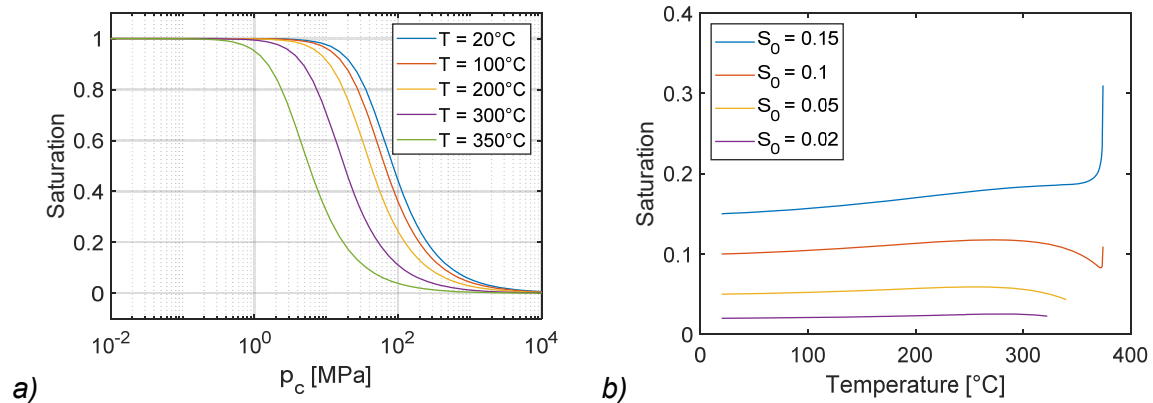 1
0.8
0.6
0.4
0.2
0
Saturation
10^-2
10^0
10^2
10^4
p_c [MPa]
T = 20°C
T = 100°C
T = 200°C
T = 300°C
T = 350°C
a)
0.4
0.3
0.2
0.1
0
Saturation
0
100
200
300
400
Temperature [°C]
S_0 = 0.15
S_0 = 0.1
S_0 = 0.05
S_0 = 0.02
b)